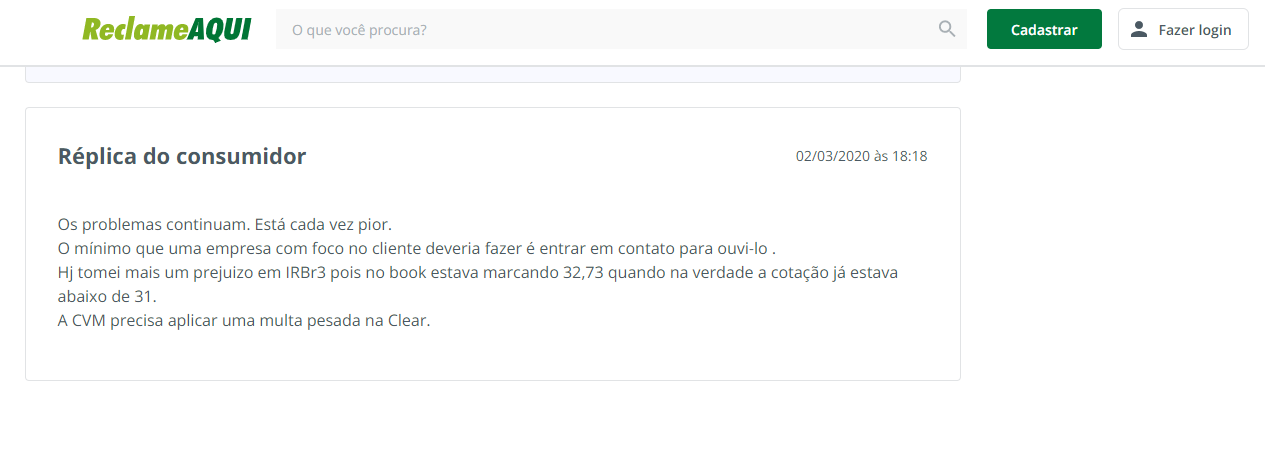 ReclameAQUI
O que você procura?
Cadastrar
Fazer login
Réplica do consumidor
02/03/2020 às 18:18
Os problemas continuam. Está cada vez pior.
O mínimo que uma empresa com foco no cliente deveria fazer é entrar em contato para ouvi-lo .
Hj tomei mais um prejuizo em IRBr3 pois no book estava marcando 32,73 quando na verdade a cotação já estava
abaixo de 31.
A CVM precisa aplicar uma multa pesada na Clear.